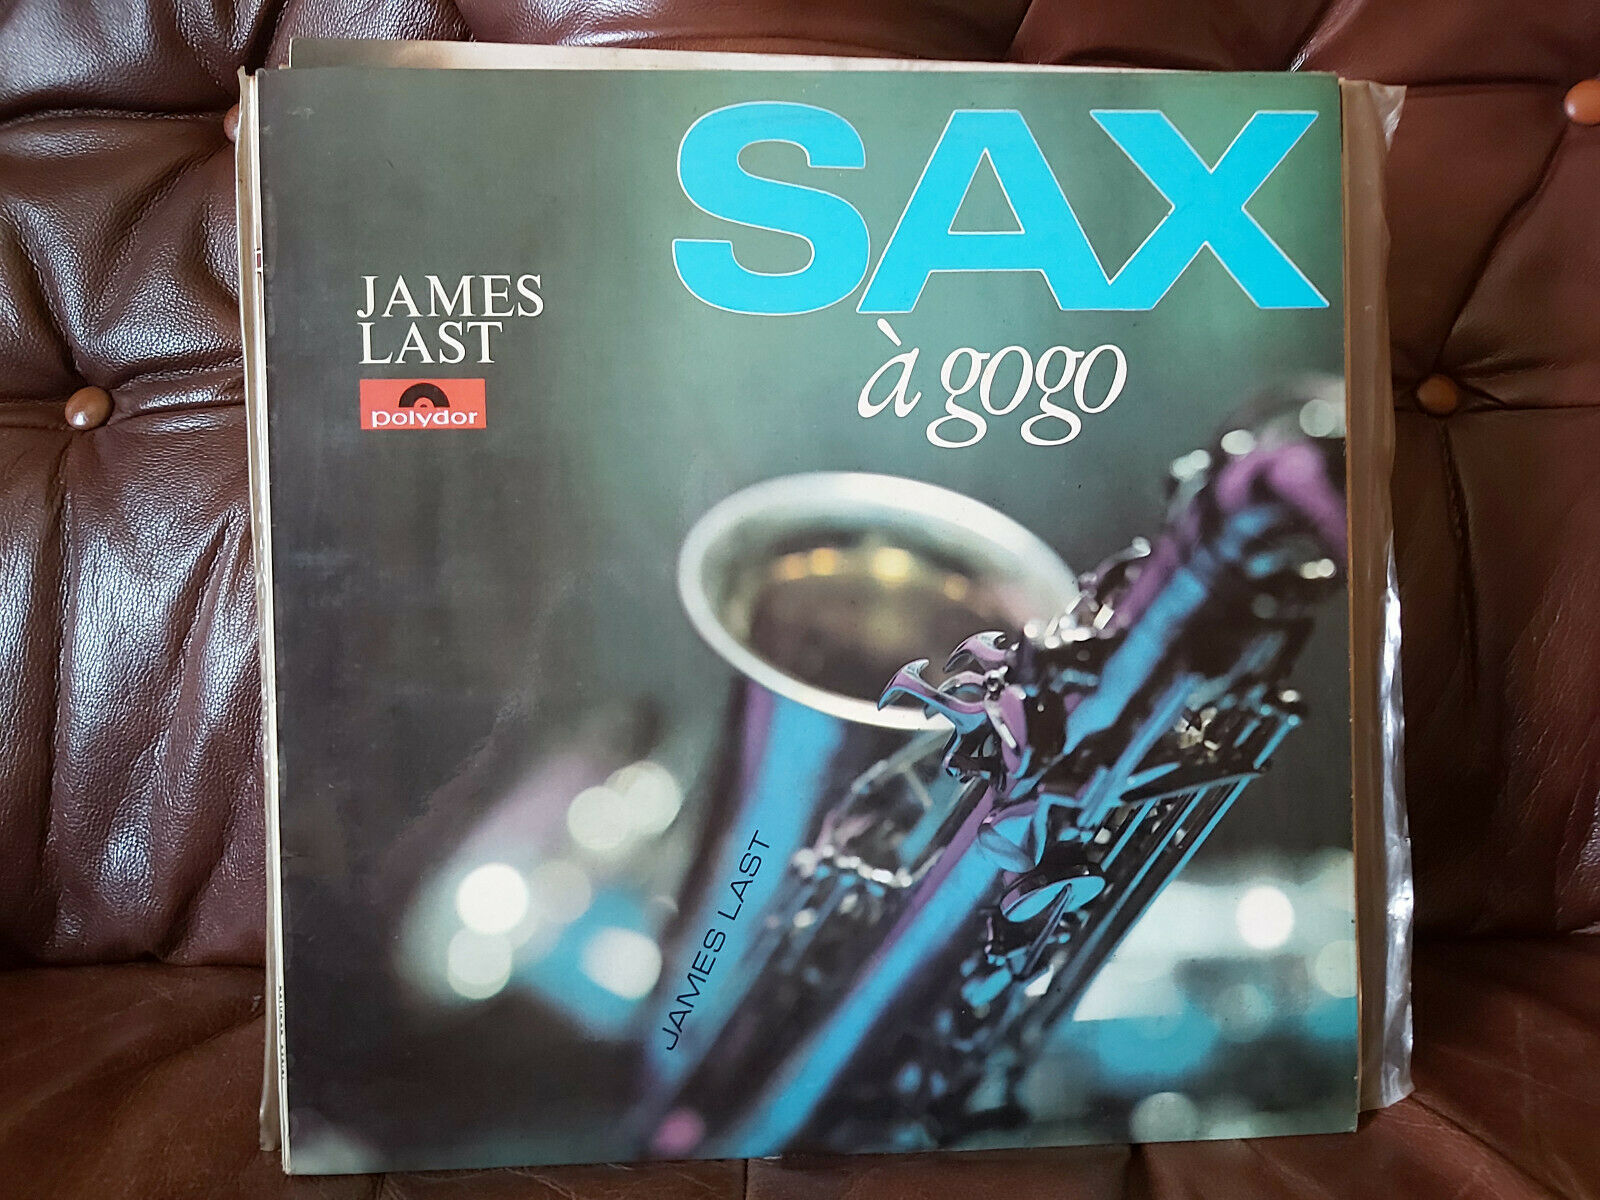 SAX
à gogo
JAMES
LAST
polydor
JAMES LAST